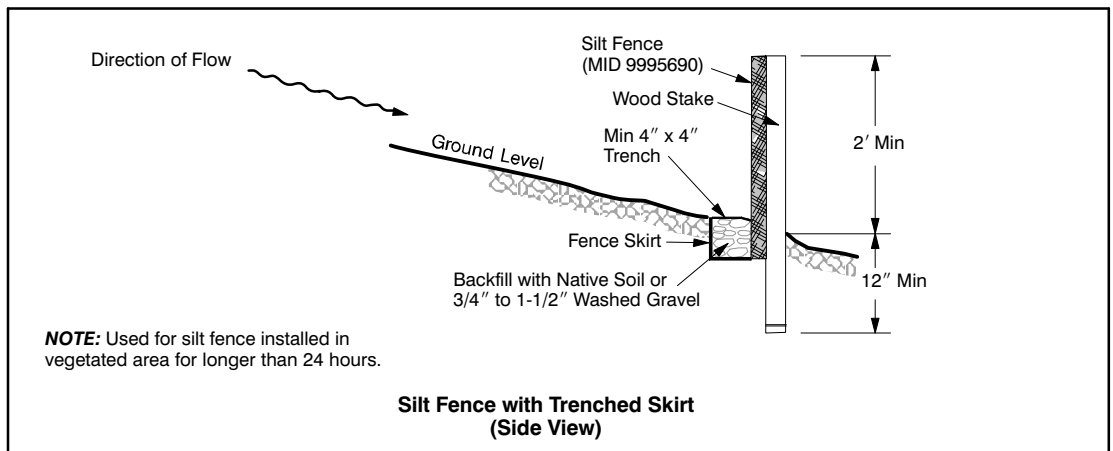 Direction of Flow
Silt Fence
(MID 9995690)
Wood Stake
Min 4″ x 4″
Trench
2′ Min
Ground Level
Fence Skirt
Backfill with Native Soil or
3/4″ to 1-1/2″ Washed Gravel
12″ Min
NOTE: Used for silt fence installed in
vegetated area for longer than 24 hours.
Silt Fence with Trenched Skirt
(Side View)